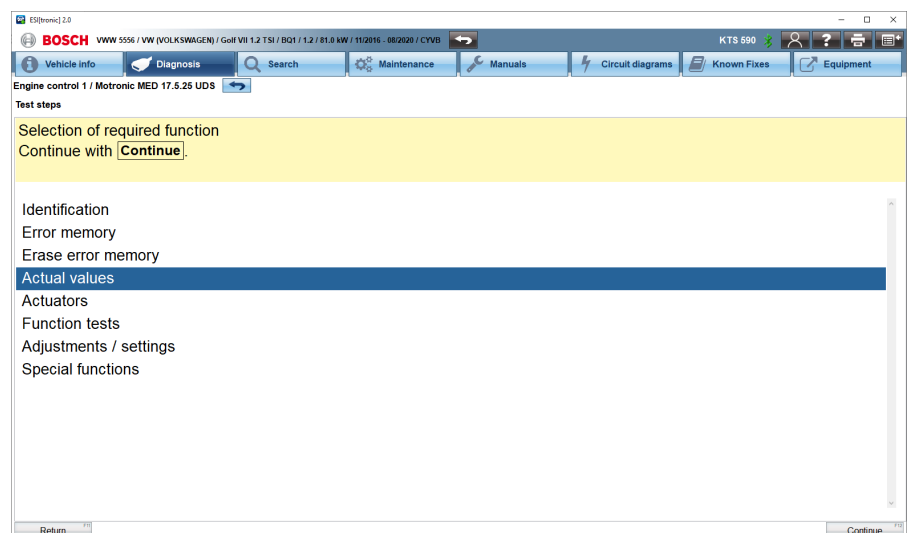 ESI[tronic] 2.0
BOSCH VWW 5556 / VW (VOLKSWAGEN) / Golf VII 1.2 TSI / BQ1 / 1.2 / 81.0 kW / 11/2016 - 08/2020 / CYVB KTS 590 ?
Vehicle info Diagnosis Search Maintenance Manuals Circuit diagrams Known Fixes Equipment
Engine control 1 / Motronic MED 17.5.25 UDS
Test steps
Selection of required function
Continue with Continue.
Identification
Error memory
Erase error memory
Actual values
Actuators
Function tests
Adjustments / settings
Special functions
Return F11 Continue F12